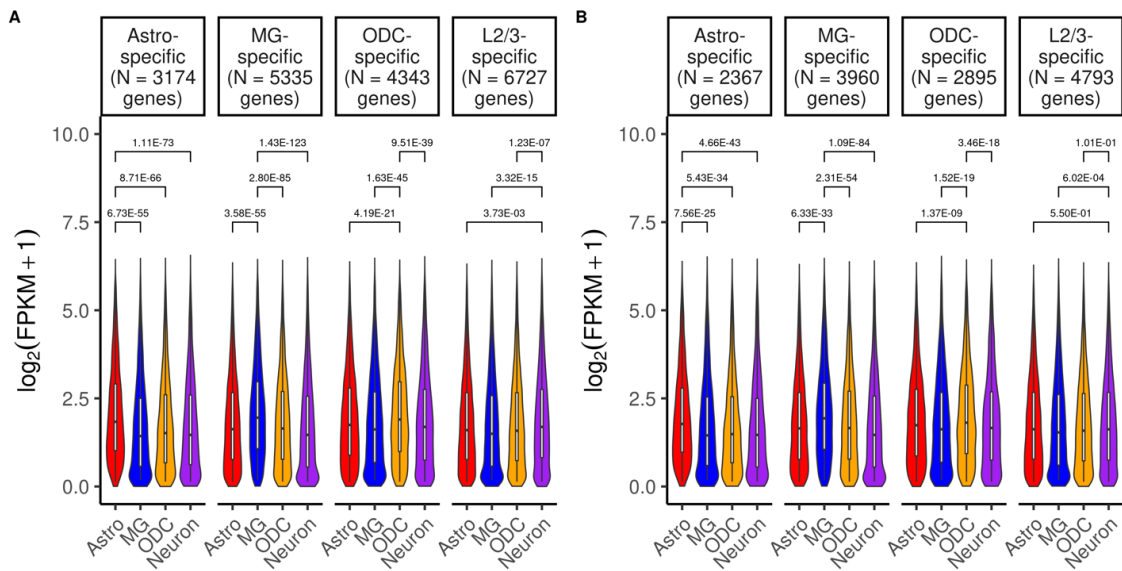 A
Astro-
specific
(N = 3174
genes)
MG-
specific
(N = 5335
genes)
ODC-
specific
(N = 4343
genes)
L2/3-
specific
(N = 6727
genes)
log2(FPKM + 1)
10.0
7.5
5.0
2.5
0.0
1.11E-73
8.71E-66
6.73E-55
1.43E-123
2.80E-85
3.58E-55
9.51E-39
1.63E-45
4.19E-21
1.23E-07
3.32E-15
3.73E-03
Astro
MG
ODC
Neuron
Astro
MG
ODC
Neuron
Astro
MG
ODC
Neuron
Astro
MG
ODC
Neuron
B
Astro-
specific
(N = 2367
genes)
MG-
specific
(N = 3960
genes)
ODC-
specific
(N = 2895
genes)
L2/3-
specific
(N = 4793
genes)
log2(FPKM + 1)
10.0
7.5
5.0
2.5
0.0
4.66E-43
5.43E-34
7.56E-25
1.09E-84
2.31E-54
6.33E-33
3.46E-18
1.52E-19
1.37E-09
1.01E-01
6.02E-04
5.50E-01
Astro
MG
ODC
Neuron
Astro
MG
ODC
Neuron
Astro
MG
ODC
Neuron
Astro
MG
ODC
Neuron